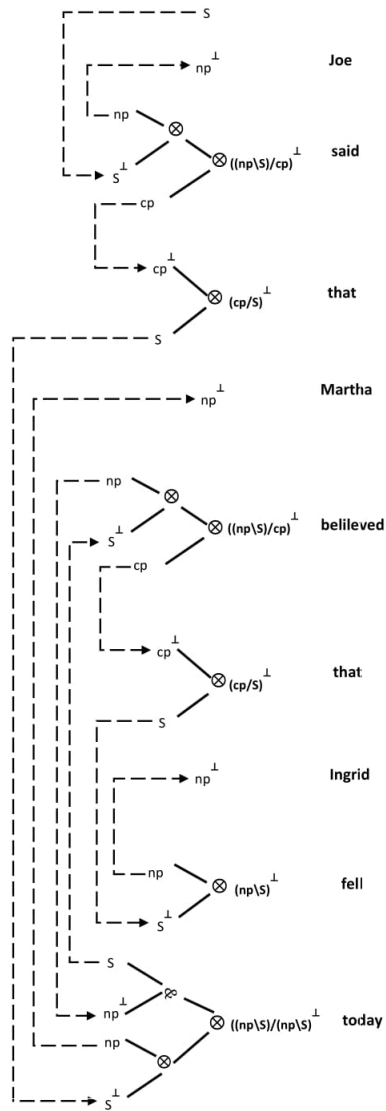 S
np⊥ Joe
np
⊗
⊗ ((np\S)/cp)⊥ said
S⊥
cp
cp⊥
⊗ (cp/S)⊥ that
S
np⊥ Martha
np
⊗
⊗ ((np\S)/cp)⊥ belileved
S⊥
cp
cp⊥
⊗ (cp/S)⊥ that
S
np⊥ Ingrid
np
⊗ (np\S)⊥ fell
S⊥
S
⅋
np⊥ ⊗ ((np\S)/(np\S)⊥ today
np
⊗
S⊥